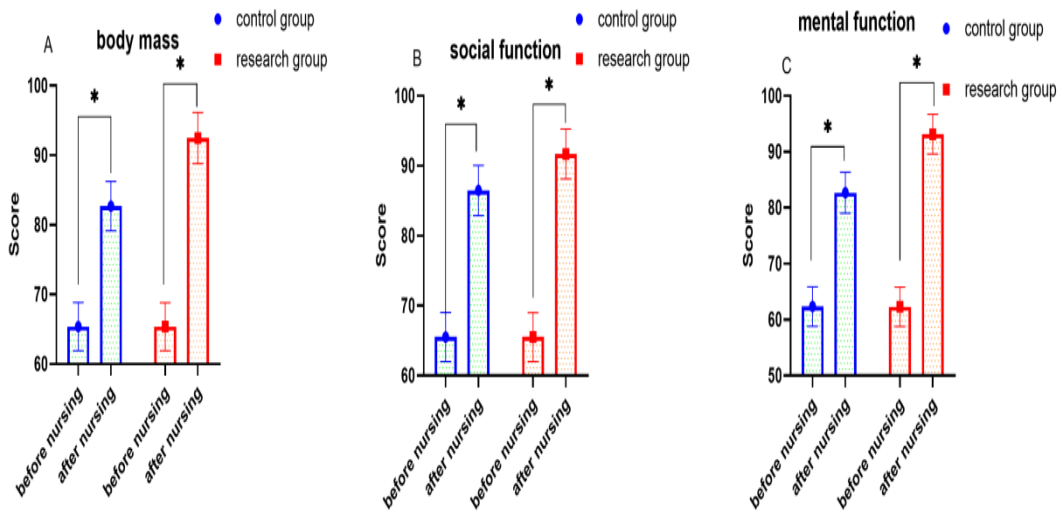 A
body mass
control group
research group
*
*
Score
100
90
80
70
60
before nursing
after nursing
before nursing
after nursing
B
social function
control group
research group
*
*
Score
100
90
80
70
60
before nursing
after nursing
before nursing
after nursing
C
mental function
control group
research group
*
*
Score
100
90
80
70
60
50
before nursing
after nursing
before nursing
after nursing